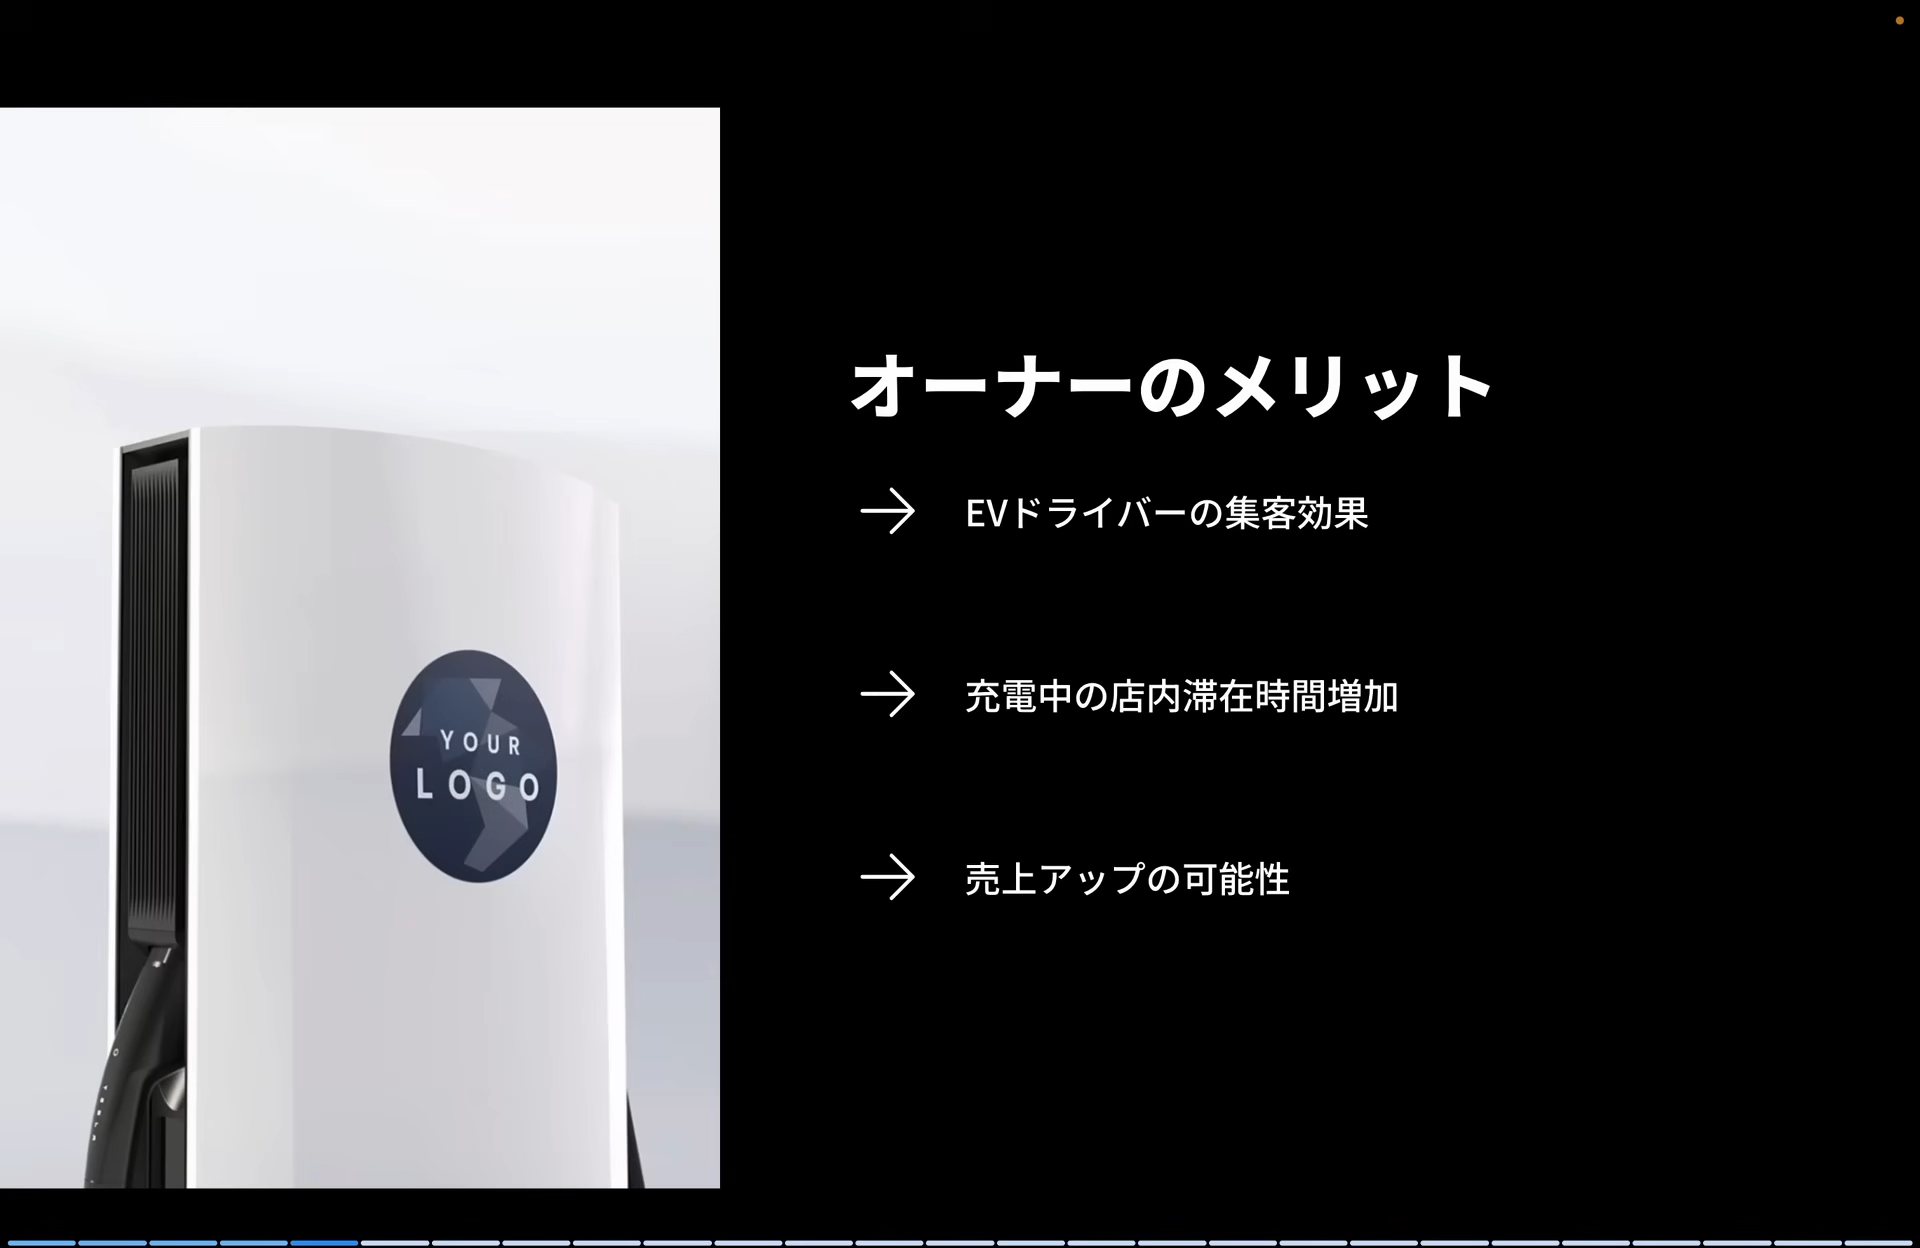 オーナーのメリット
EVドライバーの集客効果
充電中の店内滞在時間増加
売上アップの可能性
YOUR
LOGO
TESLA